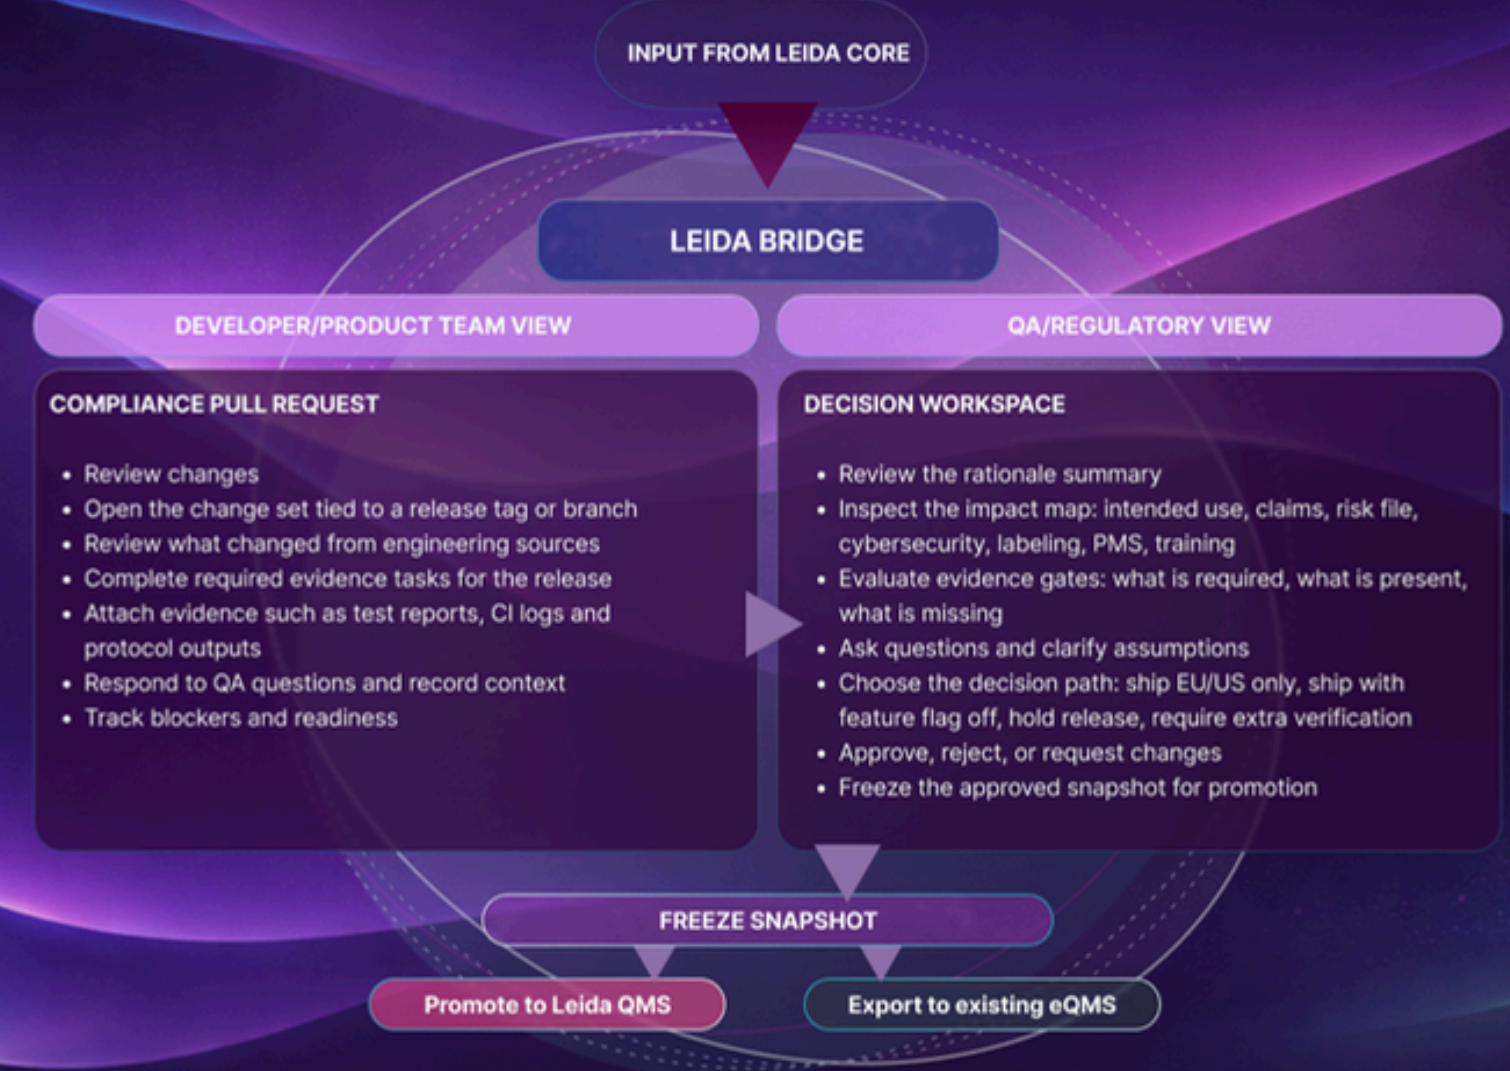 INPUT FROM LEIDA CORE
LEIDA BRIDGE
DEVELOPER/PRODUCT TEAM VIEW
COMPLIANCE PULL REQUEST
• Review changes
• Open the change set tied to a release tag or branch
• Review what changed from engineering sources
• Complete required evidence tasks for the release
• Attach evidence such as test reports, CI logs and
protocol outputs
• Respond to QA questions and record context
• Track blockers and readiness
QA/REGULATORY VIEW
DECISION WORKSPACE
• Review the rationale summary
• Inspect the impact map: intended use, claims, risk file,
cybersecurity, labeling, PMS, training
• Evaluate evidence gates: what is required, what is present,
what is missing
• Ask questions and clarify assumptions
• Choose the decision path: ship EU/US only, ship with
feature flag off, hold release, require extra verification
• Approve, reject, or request changes
• Freeze the approved snapshot for promotion
FREEZE SNAPSHOT
Promote to Leida QMS
Export to existing eQMS